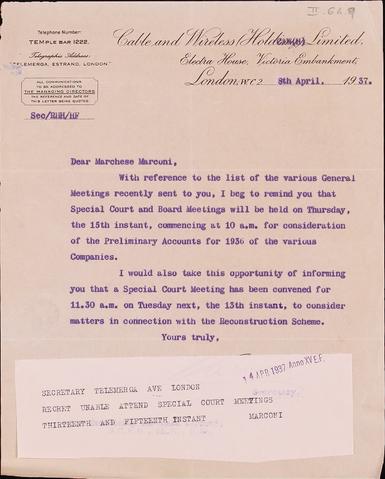 II. 6 & 9
Telephone Number:
TEMPLE BAR 1222.
Telegraphic Address
"TELEMERGA, ESTRAND, LONDON"
Cable and Wireless (Holding) Limited.
Electra House, Victoria Embankment,
London, W.C.2 8th April, 1937.
ALL COMMUNICATIONS
TO BE ADDRESSED TO
THE MANAGING DIRECTORS
THE REFERENCE AND DATE OF
THIS LETTER BEING QUOTED
Sec/RHM/HF
Dear Marchese Marconi,
With reference to the list of the various General
Meetings recently sent to you, I beg to remind you that
Special Court and Board Meetings will be held on Thursday,
the 15th instant, commencing at 10 a.m. for consideration
of the Preliminary Accounts for 1936 of the various
Companies.
I would also take this opportunity of informing
you that a Special Court Meeting has been convened for
11.30 a.m. on Tuesday next, the 13th instant, to consider
matters in connection with the Reconstruction Scheme.
Yours truly,
14 APR 1937 Anno XV E.F.
Secretary.
SECRETARY TELEMERGA AVE LONDON
REGRET UNABLE ATTEND SPECIAL COURT MEETINGS
THIRTEENTH AND FIFTEENTH INSTANT MARCONI